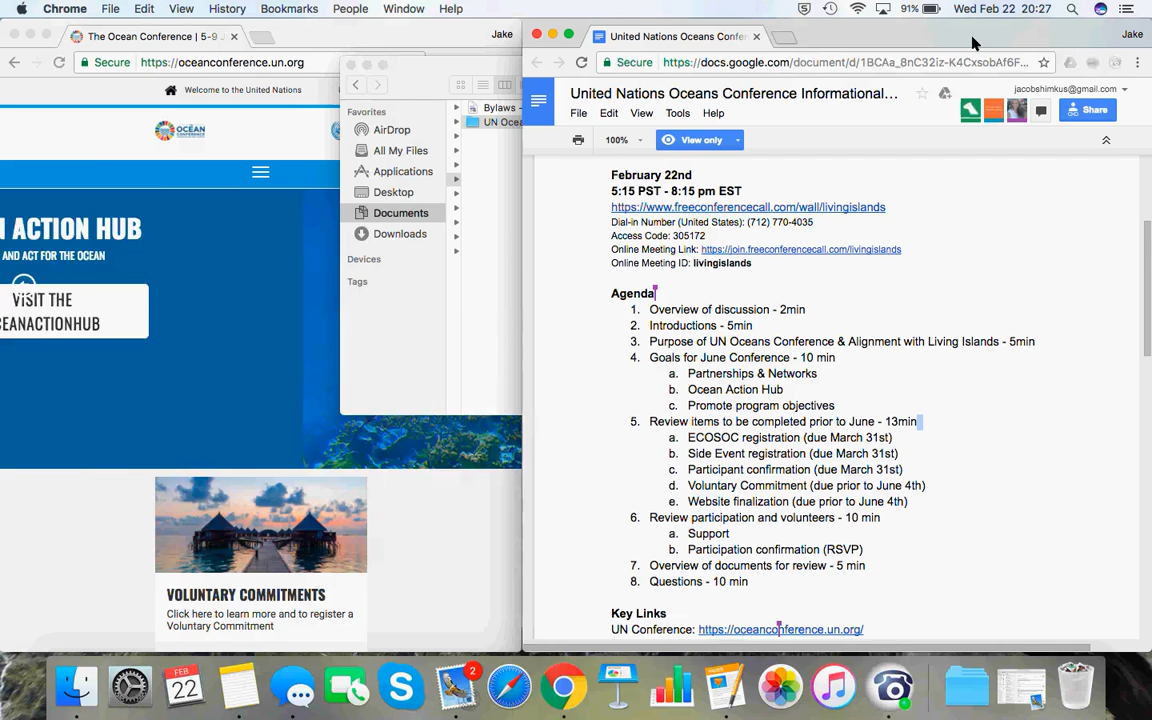 Chrome File Edit View History Bookmarks People Window Help 91% Wed Feb 22 20:27
The Ocean Conference | 5-9 J
Jake
Secure https://oceanconference.un.org
Welcome to the United Nations
OCEAN
N ACTION HUB
AND ACT FOR THE OCEAN
VISIT THE
CEANACTIONHUB
VOLUNTARY COMMITMENTS
Click here to learn more and to register a
Voluntary Commitment
Favorites
AirDrop
All My Files
Applications
Desktop
Documents
Downloads
Devices
Tags
Bylaws -
UN Ocea
United Nations Oceans Confer
Jake
Secure https://docs.google.com/document/d/1BCAa_8nC32iz-K4CxsobAf6F...
United Nations Oceans Conference Informational...
jacobshimkus@gmail.com
File Edit View Tools Help
Share
100% View only
February 22nd
5:15 PST - 8:15 pm EST
https://www.freeconferencecall.com/wall/livingislands
Dial-in Number (United States): (712) 770-4035
Access Code: 305172
Online Meeting Link: https://join.freeconferencecall.com/livingislands
Online Meeting ID: livingislands
Agenda
1. Overview of discussion - 2min
2. Introductions - 5min
3. Purpose of UN Oceans Conference & Alignment with Living Islands - 5min
4. Goals for June Conference - 10 min
a. Partnerships & Networks
b. Ocean Action Hub
c. Promote program objectives
5. Review items to be completed prior to June - 13min
a. ECOSOC registration (due March 31st)
b. Side Event registration (due March 31st)
c. Participant confirmation (due March 31st)
d. Voluntary Commitment (due prior to June 4th)
e. Website finalization (due prior to June 4th)
6. Review participation and volunteers - 10 min
a. Support
b. Participation confirmation (RSVP)
7. Overview of documents for review - 5 min
8. Questions - 10 min
Key Links
UN Conference: https://oceanconference.un.org/
FEB
22
2